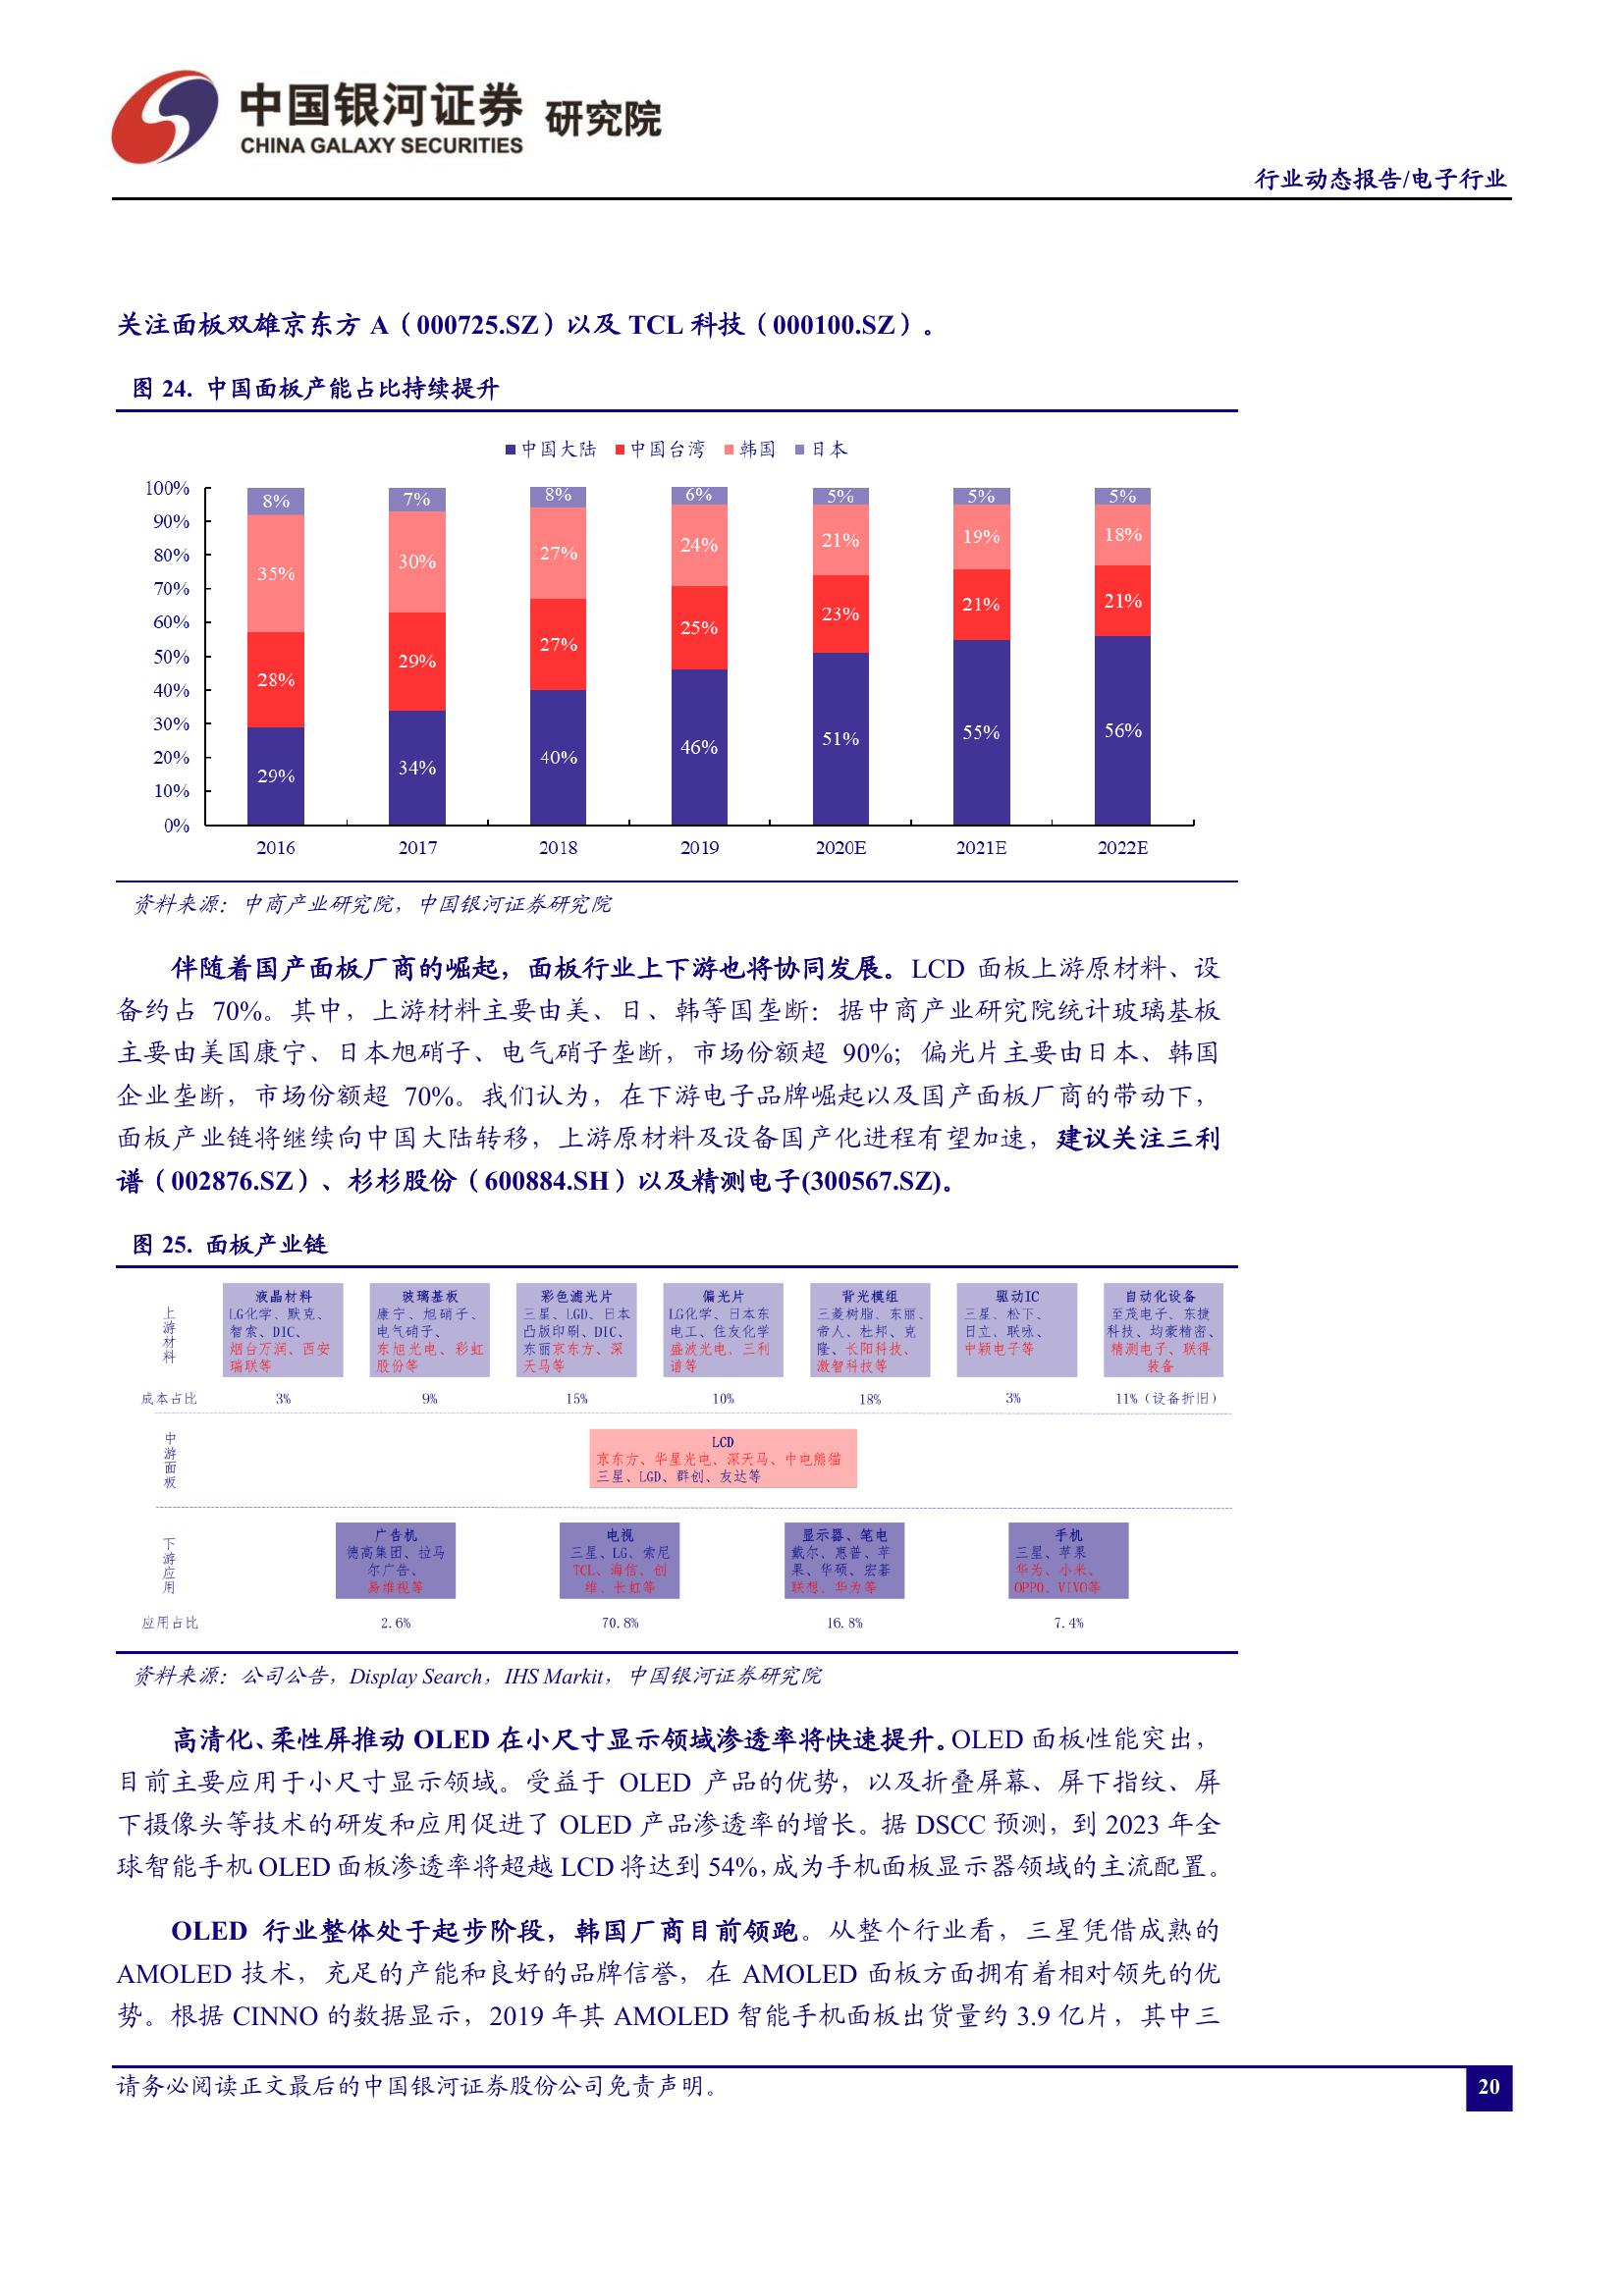 中国银河证券 研究院
CHINA GALAXY SECURITIES
行业动态报告/电子行业
关注面板双雄京东方 A（000725.SZ）以及 TCL 科技（000100.SZ）。
图 24. 中国面板产能占比持续提升
中国大陆 中国台湾 韩国 日本
100%
90%
80%
70%
60%
50%
40%
30%
20%
10%
0%
8% 7% 8% 6% 5% 5% 5%
35% 30% 27% 24% 21% 19% 18%
28% 29% 27% 25% 23% 21% 21%
29% 34% 40% 46% 51% 55% 56%
2016 2017 2018 2019 2020E 2021E 2022E
资料来源：中商产业研究院，中国银河证券研究院
伴随着国产面板厂商的崛起，面板行业上下游也将协同发展。LCD 面板上游原材料、设
备约占 70%。其中，上游材料主要由美、日、韩等国垄断：据中商产业研究院统计玻璃基板
主要由美国康宁、日本旭硝子、电气硝子垄断，市场份额超 90%；偏光片主要由日本、韩国
企业垄断，市场份额超 70%。我们认为，在下游电子品牌崛起以及国产面板厂商的带动下，
面板产业链将继续向中国大陆转移，上游原材料及设备国产化进程有望加速，建议关注三利
谱（002876.SZ）、杉杉股份（600884.SH）以及精测电子(300567.SZ)。
图 25. 面板产业链
上游材料
液晶材料
LG化学、默克、
智索、DIC、
烟台万润、西安
瑞联等
玻璃基板
康宁、旭硝子、
电气硝子、
东旭光电、彩虹
股份等
彩色滤光片
三星、LGD、日本
凸版印刷、DIC、
东丽京东方、深
天马等
偏光片
LG化学、日本东
电工、住友化学
盛波光电、三利
谱等
背光模组
三菱树脂、东丽、
帝人、杜邦、克
隆、长阳科技、
激智科技等
驱动IC
三星、松下、
日立、联咏、
中颖电子等
自动化设备
至茂电子、东捷
科技、均豪精密、
精测电子、联得
装备
成本占比 3% 9% 15% 10% 18% 3% 11%（设备折旧）
中游面板
LCD
京东方、华星光电、深天马、中电熊猫
三星、LGD、群创、友达等
下游应用
广告机
德高集团、拉马
尔广告、
易维视等
电视
三星、LG、索尼
TCL、海信、创
维、长虹等
显示器、笔电
戴尔、惠普、苹
果、华硕、宏碁
联想、华为等
手机
三星、苹果
华为、小米、
OPPO、VIVO等
应用占比 2.6% 70.8% 16.8% 7.4%
资料来源：公司公告，Display Search，IHS Markit，中国银河证券研究院
高清化、柔性屏推动 OLED 在小尺寸显示领域渗透率将快速提升。OLED 面板性能突出，
目前主要应用于小尺寸显示领域。受益于 OLED 产品的优势，以及折叠屏幕、屏下指纹、屏
下摄像头等技术的研发和应用促进了 OLED 产品渗透率的增长。据 DSCC 预测，到 2023 年全
球智能手机 OLED 面板渗透率将超越 LCD 将达到 54%，成为手机面板显示器领域的主流配置。
OLED 行业整体处于起步阶段，韩国厂商目前领跑。从整个行业看，三星凭借成熟的
AMOLED 技术，充足的产能和良好的品牌信誉，在 AMOLED 面板方面拥有着相对领先的优
势。根据 CINNO 的数据显示，2019 年其 AMOLED 智能手机面板出货量约 3.9 亿片，其中三
请务必阅读正文最后的中国银河证券股份公司免责声明。
20